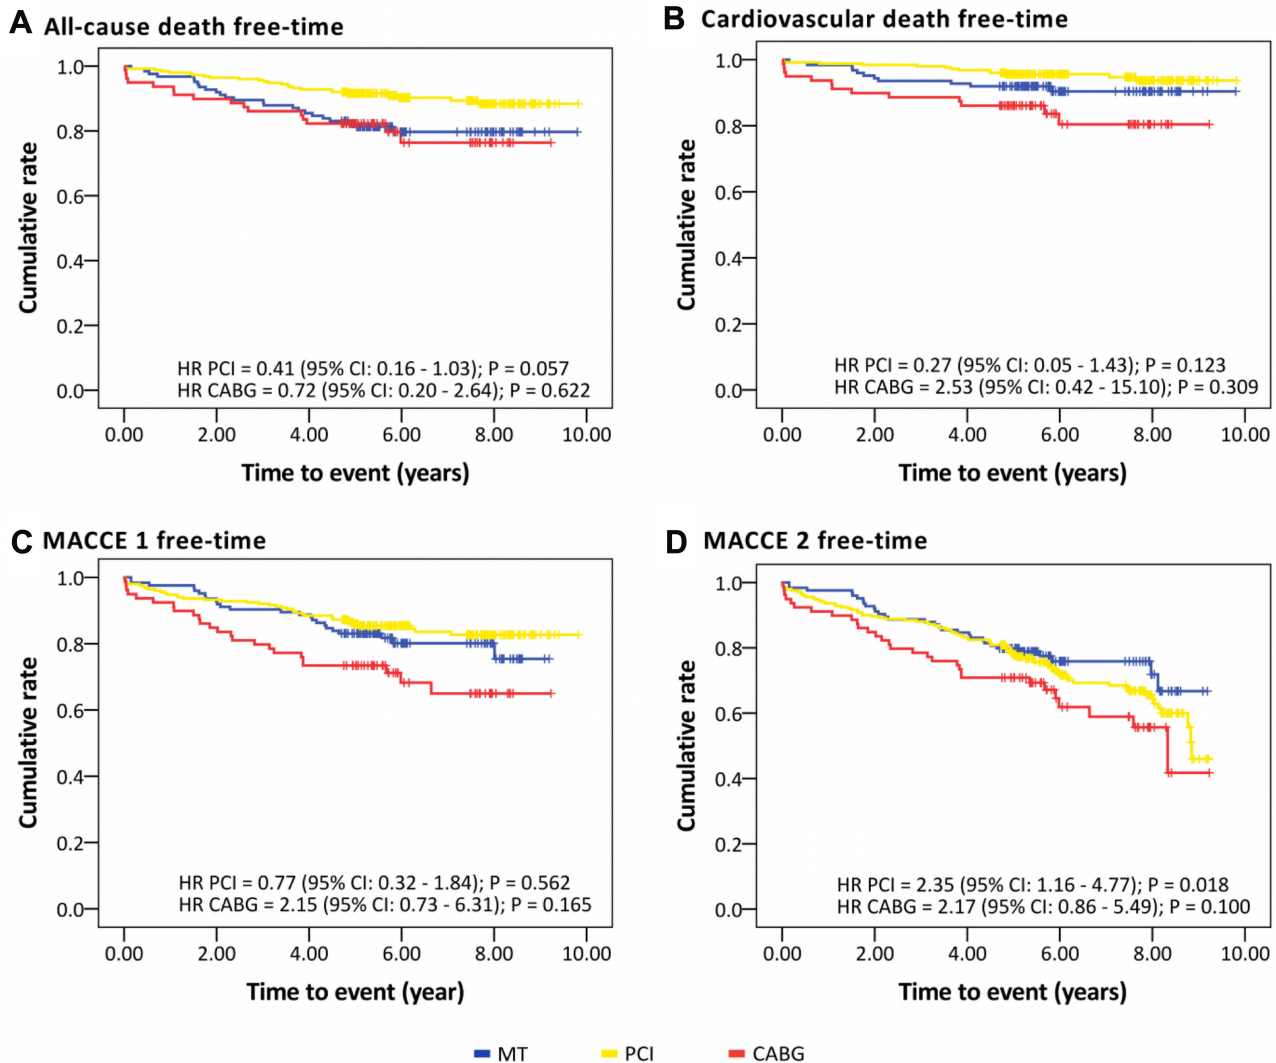 A All-cause death free-time
Cumulative rate
1.0
0.8
0.6
0.4
0.2
0.0
HR PCI = 0.41 (95% CI: 0.16 - 1.03); P = 0.057
HR CABG = 0.72 (95% CI: 0.20 - 2.64); P = 0.622
0.00 2.00 4.00 6.00 8.00 10.00
Time to event (years)
B Cardiovascular death free-time
Cumulative rate
1.0
0.8
0.6
0.4
0.2
0.0
HR PCI = 0.27 (95% CI: 0.05 - 1.43); P = 0.123
HR CABG = 2.53 (95% CI: 0.42 - 15.10); P = 0.309
0.00 2.00 4.00 6.00 8.00 10.00
Time to event (years)
C MACCE 1 free-time
Cumulative rate
1.0
0.8
0.6
0.4
0.2
0.0
HR PCI = 0.77 (95% CI: 0.32 - 1.84); P = 0.562
HR CABG = 2.15 (95% CI: 0.73 - 6.31); P = 0.165
0.00 2.00 4.00 6.00 8.00 10.00
Time to event (year)
D MACCE 2 free-time
Cumulative rate
1.0
0.8
0.6
0.4
0.2
0.0
HR PCI = 2.35 (95% CI: 1.16 - 4.77); P = 0.018
HR CABG = 2.17 (95% CI: 0.86 - 5.49); P = 0.100
0.00 2.00 4.00 6.00 8.00 10.00
Time to event (years)
MT PCI CABG